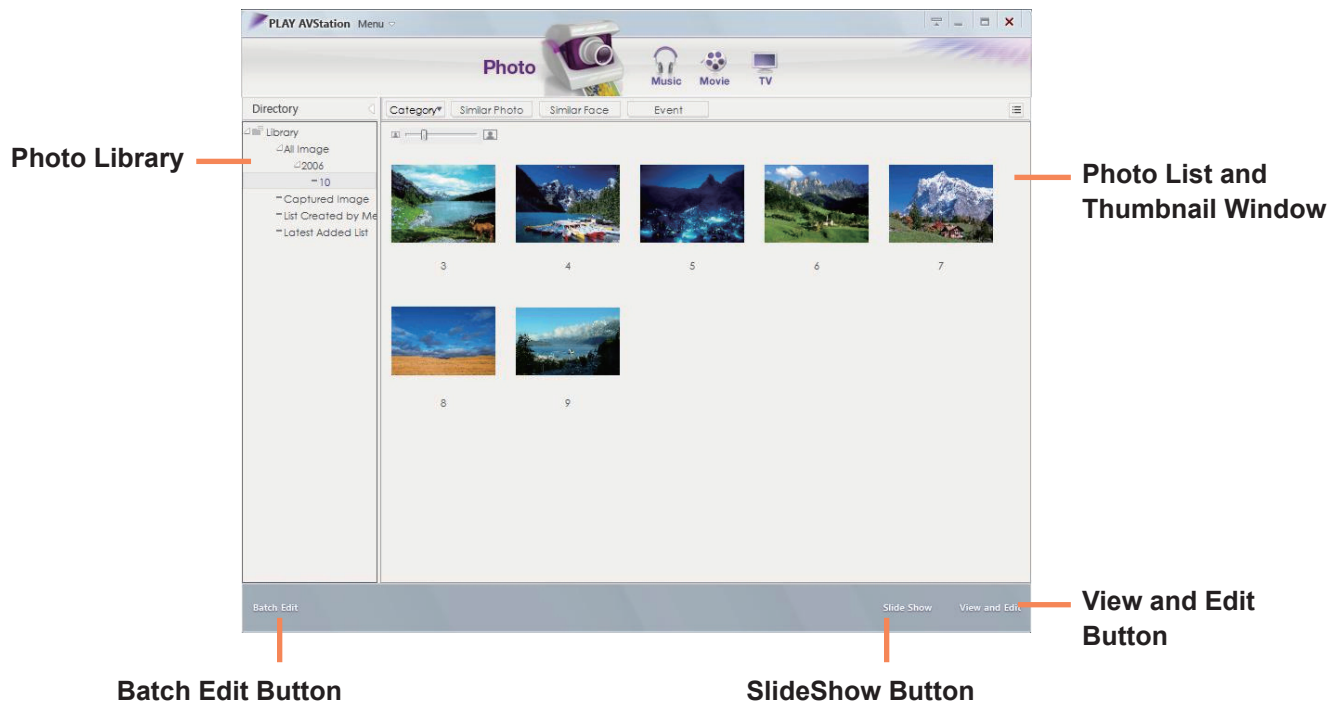 PLAY AVStation Menu
Photo
Music
Movie
TV
Directory
Category
Similar Photo
Similar Face
Event
Library
All Image
2006
10
Captured Image
List Created by Me
Latest Added List
3
4
5
6
7
8
9
Batch Edit
Slide Show
View and Edit
Photo Library
Photo List and
Thumbnail Window
View and Edit
Button
Batch Edit Button
SlideShow Button